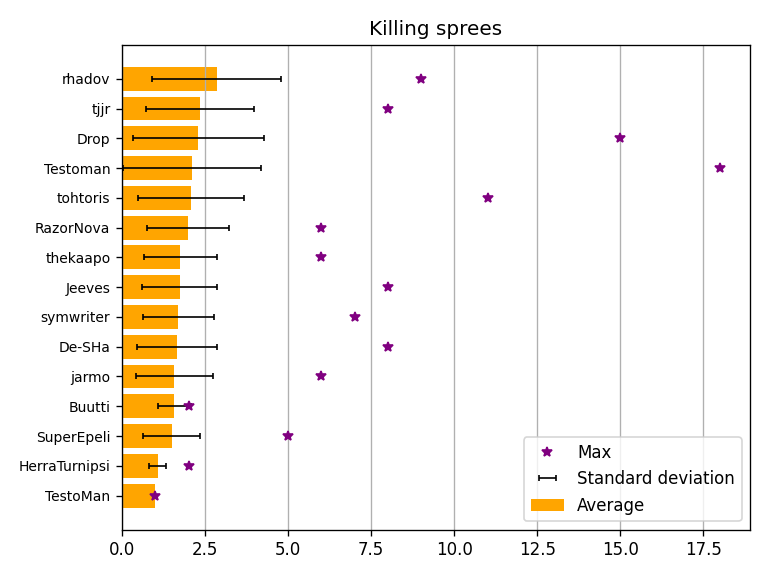 Killing sprees
rhadov
tjjr
Drop
Testoman
tohtoris
RazorNova
thekaapo
Jeeves
symwriter
De-SHa
jarmo
Buutti
SuperEpeli
HerraTurnipsi
TestoMan
Max
Standard deviation
Average
0.0 2.5 5.0 7.5 10.0 12.5 15.0 17.5